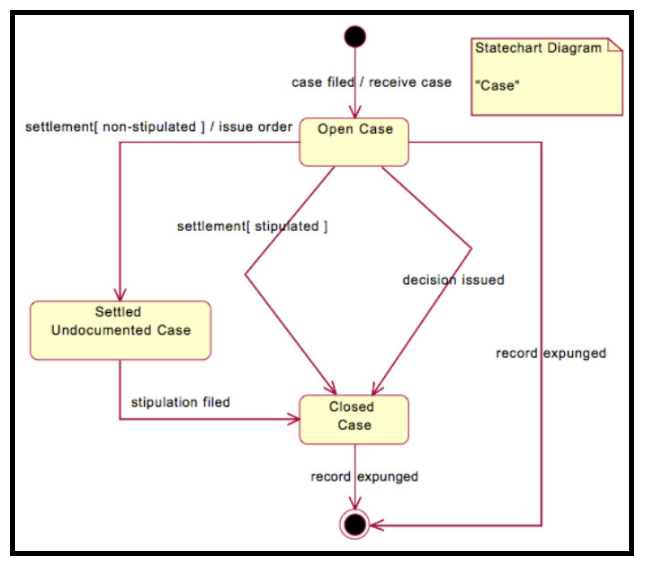 Statechart Diagram
"Case"
case filed / receive case
Open Case
settlement[ non-stipulated ] / issue order
settlement[ stipulated ]
decision issued
Settled
Undocumented Case
record expunged
stipulation filed
Closed
Case
record expunged